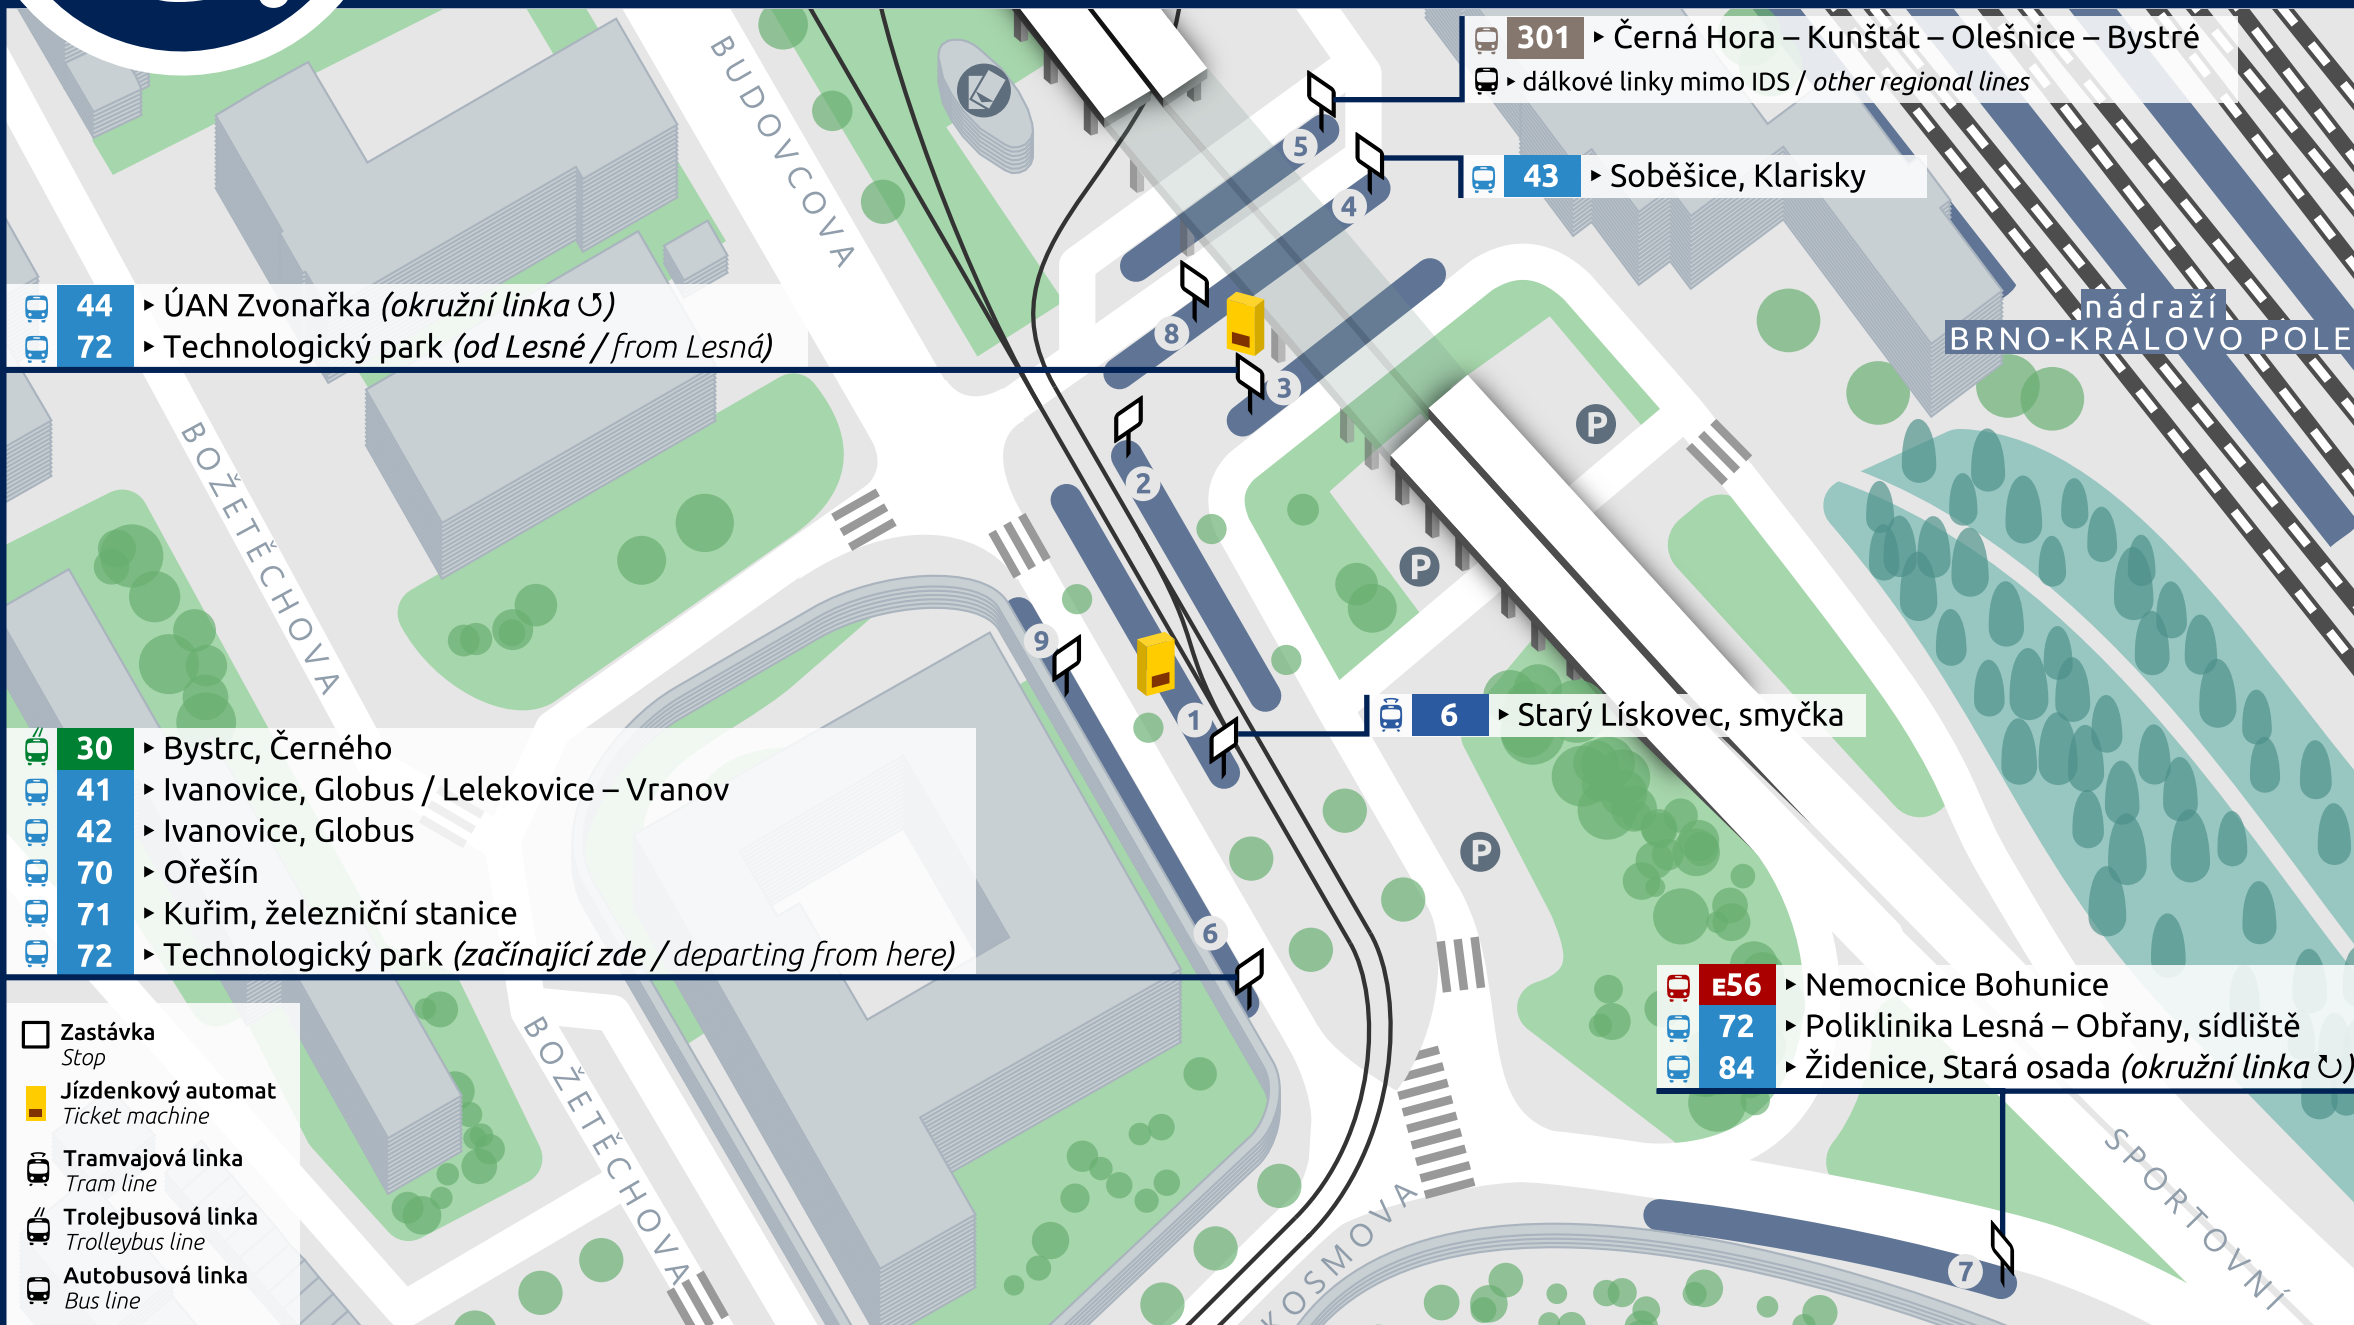 301 ▸ Černá Hora – Kunštát – Olešnice – Bystré
▸ dálkové linky mimo IDS / other regional lines
BUDOVCOVA
5
43 ▸ Soběšice, Klarisky
4
44 ▸ ÚAN Zvonařka (okružní linka ↺)
72 ▸ Technologický park (od Lesné / from Lesná)
nádraží
BRNO-KRÁLOVO POLE
8
3
P
BOŽETĚCHOVA
2
P
9
1
6 ▸ Starý Lískovec, smyčka
30 ▸ Bystrc, Černého
41 ▸ Ivanovice, Globus / Lelekovice – Vranov
42 ▸ Ivanovice, Globus
70 ▸ Ořešín
71 ▸ Kuřim, železniční stanice
72 ▸ Technologický park (začínající zde / departing from here)
P
6
E56 ▸ Nemocnice Bohunice
72 ▸ Poliklinika Lesná – Obřany, sídliště
84 ▸ Židenice, Stará osada (okružní linka ↻)
Zastávka
Stop
Jízdenkový automat
Ticket machine
Tramvajová linka
Tram line
Trolejbusová linka
Trolleybus line
Autobusová linka
Bus line
BOŽETĚCHOVA
KOSMOVA
SPORTOVNÍ
7